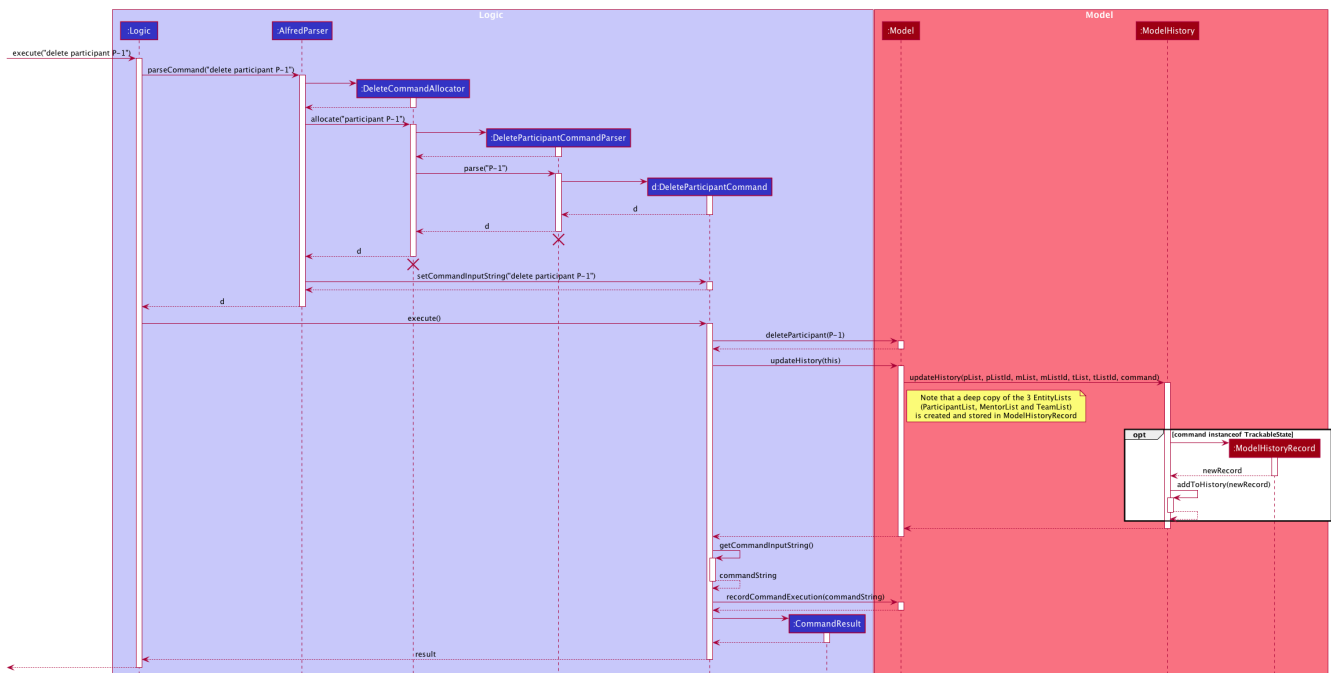 Logic
Model
:Logic
:AlfredParser
:Model
:ModelHistory
execute("delete participant P-1")
parseCommand("delete participant P-1")
:DeleteCommandAllocator
allocate("participant P-1")
:DeleteParticipantCommandParser
parse("P-1")
d:DeleteParticipantCommand
d
d
d
setCommandInputString("delete participant P-1")
d
execute()
deleteParticipant(P-1)
updateHistory(this)
updateHistory(pList, pListId, mList, mListId, tList, tListId, command)
Note that a deep copy of the 3 EntityLists
(ParticipantList, MentorList and TeamList)
is created and stored in ModelHistoryRecord
opt
[command instanceof TrackableState]
:ModelHistoryRecord
newRecord
addToHistory(newRecord)
getCommandInputString()
commandString
recordCommandExecution(commandString)
:CommandResult
result